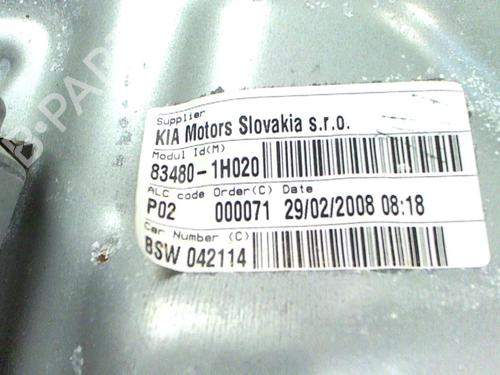 Supplier
KIA Motors Slovakia s.r.o.
Modul Id(M)
83480-1H020
ALC code Order(C) Date
P02 000071 29/02/2008 08:18
Car Number (C)
BSW 042114
B-PARTS